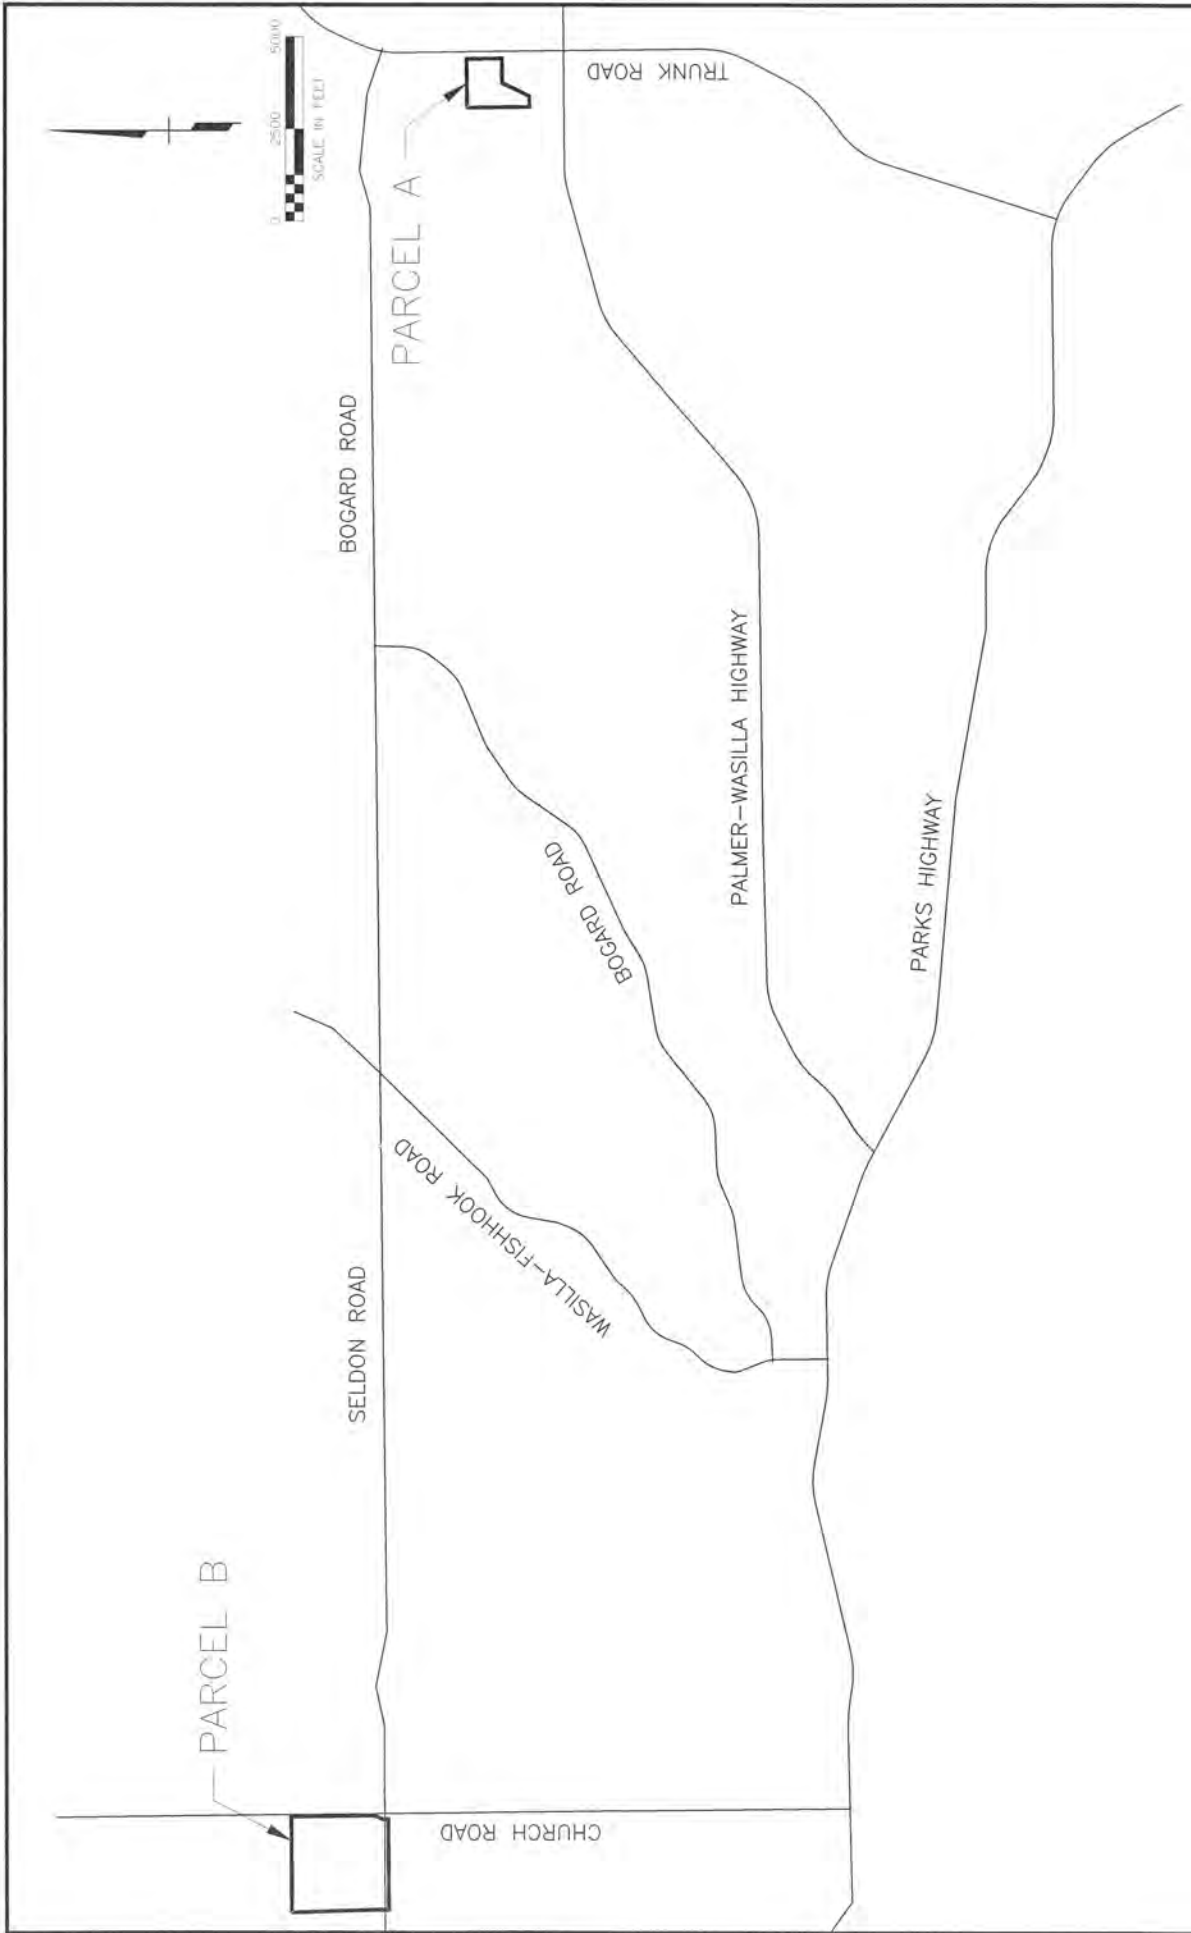 PARCEL B
PARCEL A
0 2500 5000
SCALE IN FEET
SELDON ROAD
BOGARD ROAD
TRUNK ROAD
CHURCH ROAD
WASILLA-FISHHOOK ROAD
BOGARD ROAD
PALMER-WASILLA HIGHWAY
PARKS HIGHWAY